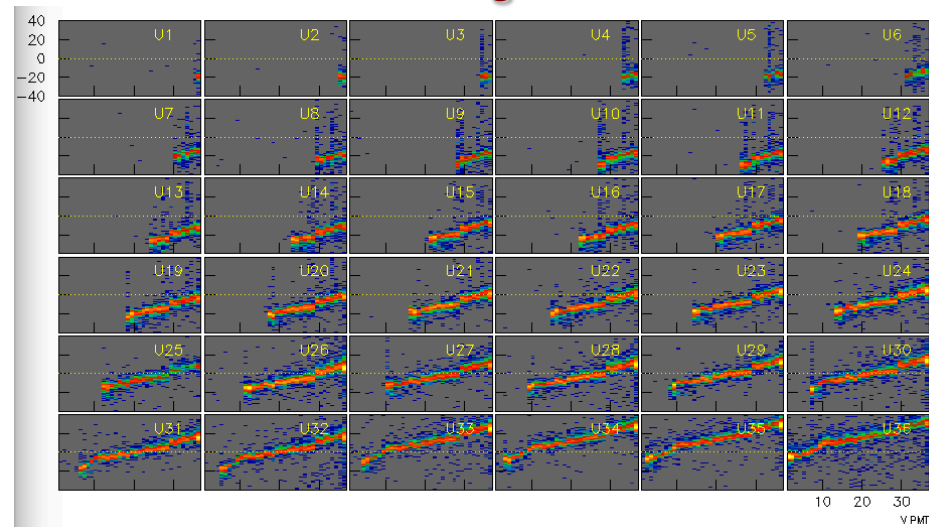 40
20
0
-20
-40
U1 U2 U3 U4 U5 U6
U7 U8 U9 U10 U11 U12
U13 U14 U15 U16 U17 U18
U19 U20 U21 U22 U23 U24
U25 U26 U27 U28 U29 U30
U31 U32 U33 U34 U35 U36
10 20 30
V PMT